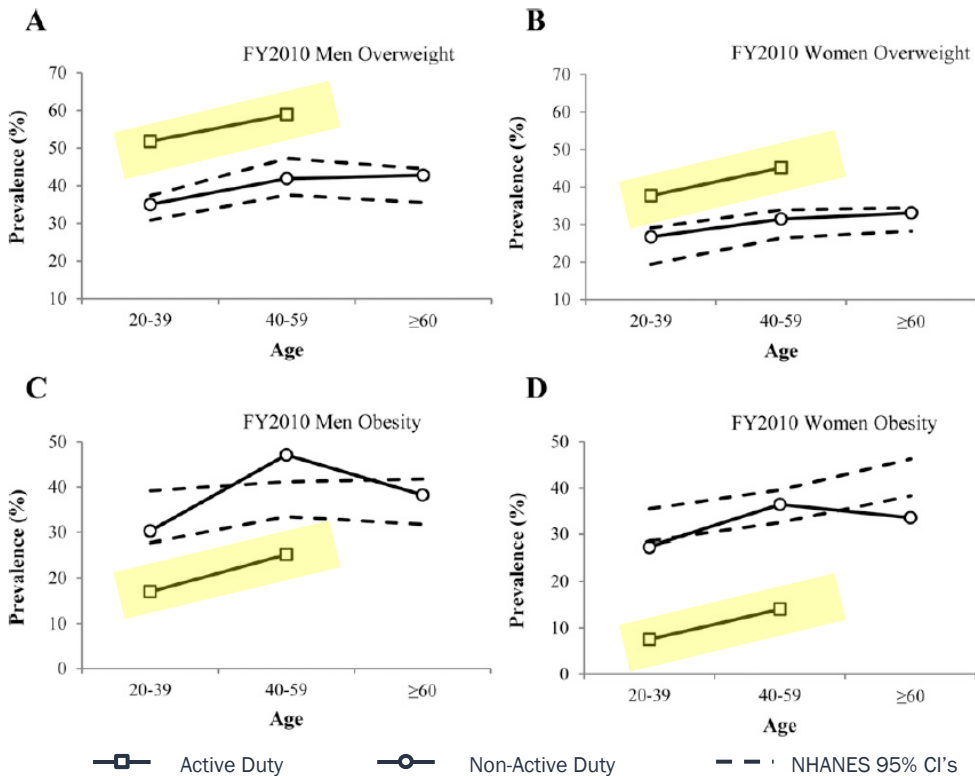 A
FY2010 Men Overweight
Prevalence (%)
70
60
50
40
30
20
10
20-39 40-59 ≥60
Age
B
FY2010 Women Overweight
Prevalence (%)
70
60
50
40
30
20
10
20-39 40-59 ≥60
Age
C
FY2010 Men Obesity
Prevalence (%)
50
40
30
20
10
0
20-39 40-59 ≥60
Age
D
FY2010 Women Obesity
Prevalence (%)
50
40
30
20
10
0
20-39 40-59 ≥60
Age
Active Duty Non-Active Duty NHANES 95% CI's